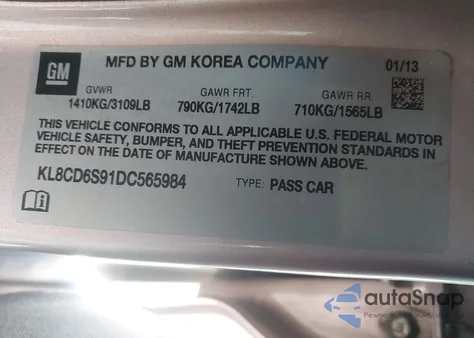 GM
MFD BY GM KOREA COMPANY
01/13
GVWR
GAWR FRT.
GAWR RR.
1410KG/3109LB
790KG/1742LB
710KG/1565LB
THIS VEHICLE CONFORMS TO ALL APPLICABLE U.S. FEDERAL MOTOR
VEHICLE SAFETY, BUMPER, AND THEFT PREVENTION STANDARDS IN
EFFECT ON THE DATE OF MANUFACTURE SHOWN ABOVE.
KL8CD6S91DC565984
TYPE: PASS CAR
autoSnap